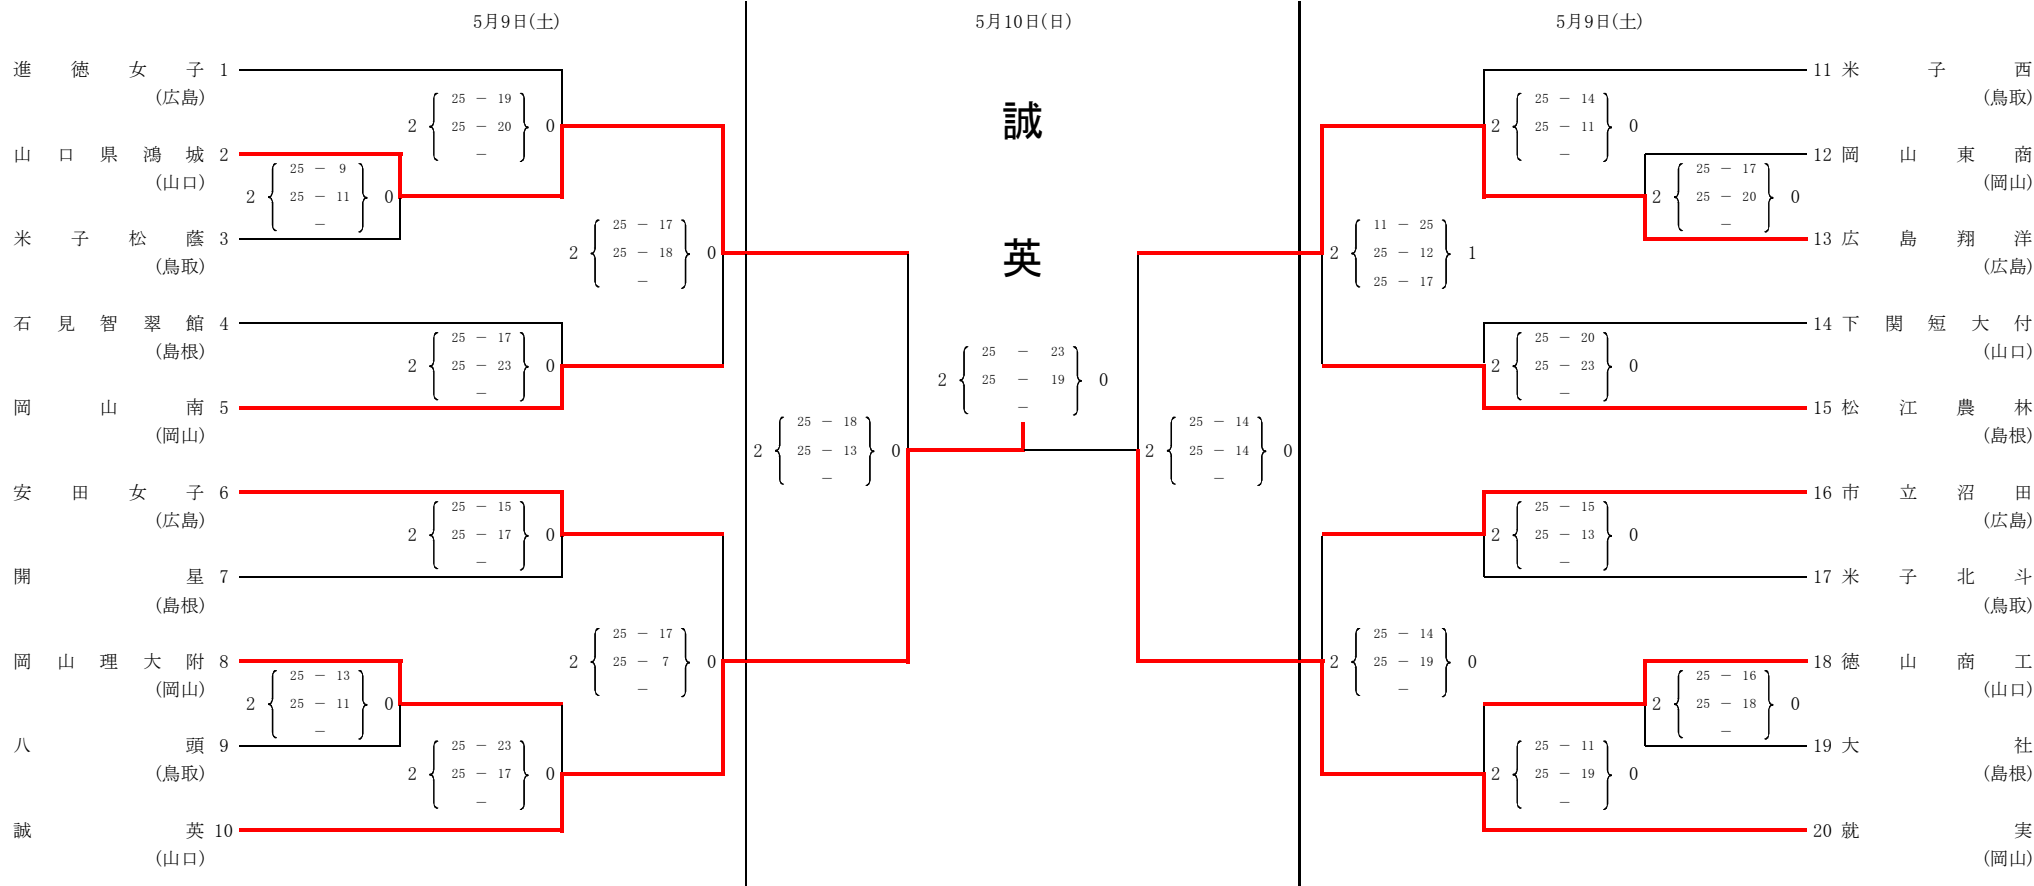 5月9日(土)
5月10日(日)
5月9日(土)
誠
英
進徳女子 1
(広島)
山口県鴻城 2
(山口)
米子松蔭 3
(鳥取)
石見智翠館 4
(島根)
岡山南 5
(岡山)
安田女子 6
(広島)
開星 7
(島根)
岡山理大附 8
(岡山)
八頭 9
(鳥取)
誠英 10
(山口)
25 － 19
2 25 － 20 0
－
25 － 9
2 25 － 11 0
－
25 － 17
2 25 － 18 0
－
25 － 17
2 25 － 23 0
－
25 － 15
2 25 － 17 0
－
25 － 17
2 25 － 7 0
－
25 － 13
2 25 － 11 0
－
25 － 23
2 25 － 17 0
－
25 － 18
2 25 － 13 0
－
25 － 23
2 25 － 19 0
－
25 － 14
2 25 － 14 0
－
25 － 14
2 25 － 11 0
－
25 － 17
2 25 － 20 0
－
11 － 25
2 25 － 12 1
25 － 17
25 － 20
2 25 － 23 0
－
25 － 15
2 25 － 13 0
－
25 － 14
2 25 － 19 0
－
25 － 16
2 25 － 18 0
－
25 － 11
2 25 － 19 0
－
11 米子西
(鳥取)
12 岡山東商
(岡山)
13 広島翔洋
(広島)
14 下関短大付
(山口)
15 松江農林
(島根)
16 市立沼田
(広島)
17 米子北斗
(鳥取)
18 徳山商工
(山口)
19 大社
(島根)
20 就実
(岡山)